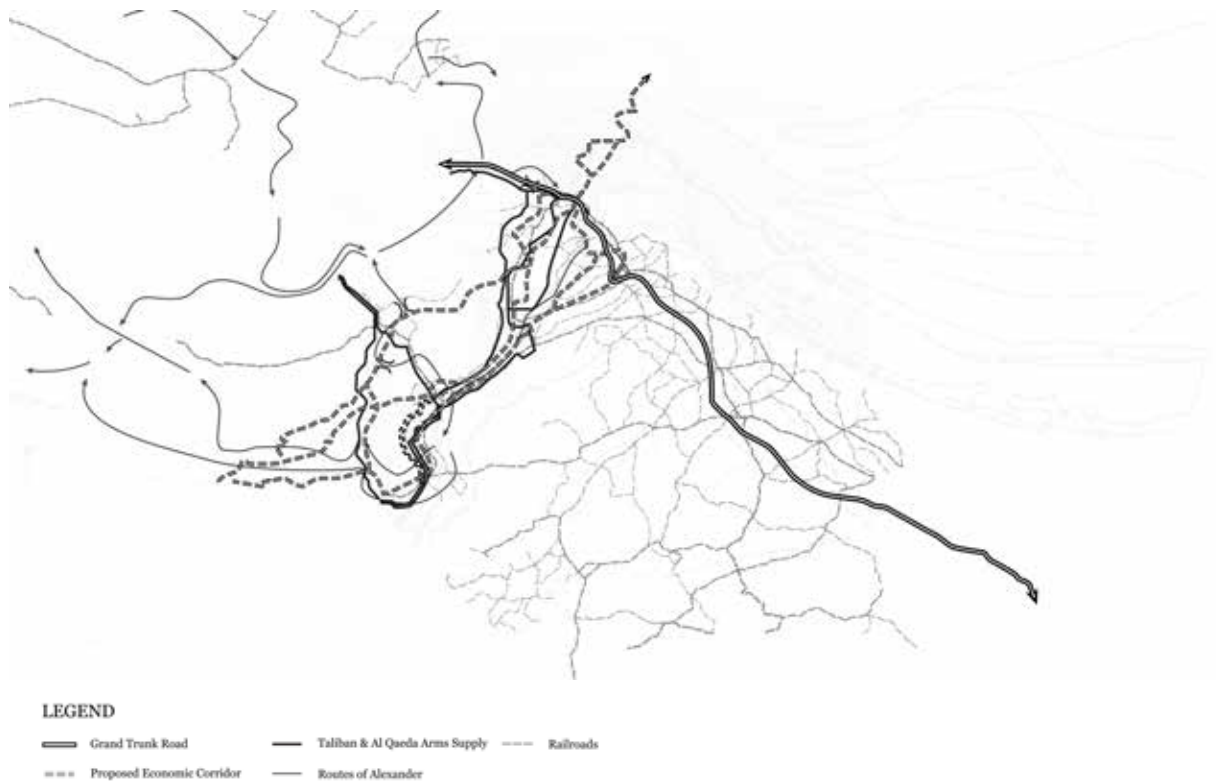 LEGEND
Grand Trunk Road Taliban & Al Qaeda Arms Supply Railroads
Proposed Economic Corridor Routes of Alexander